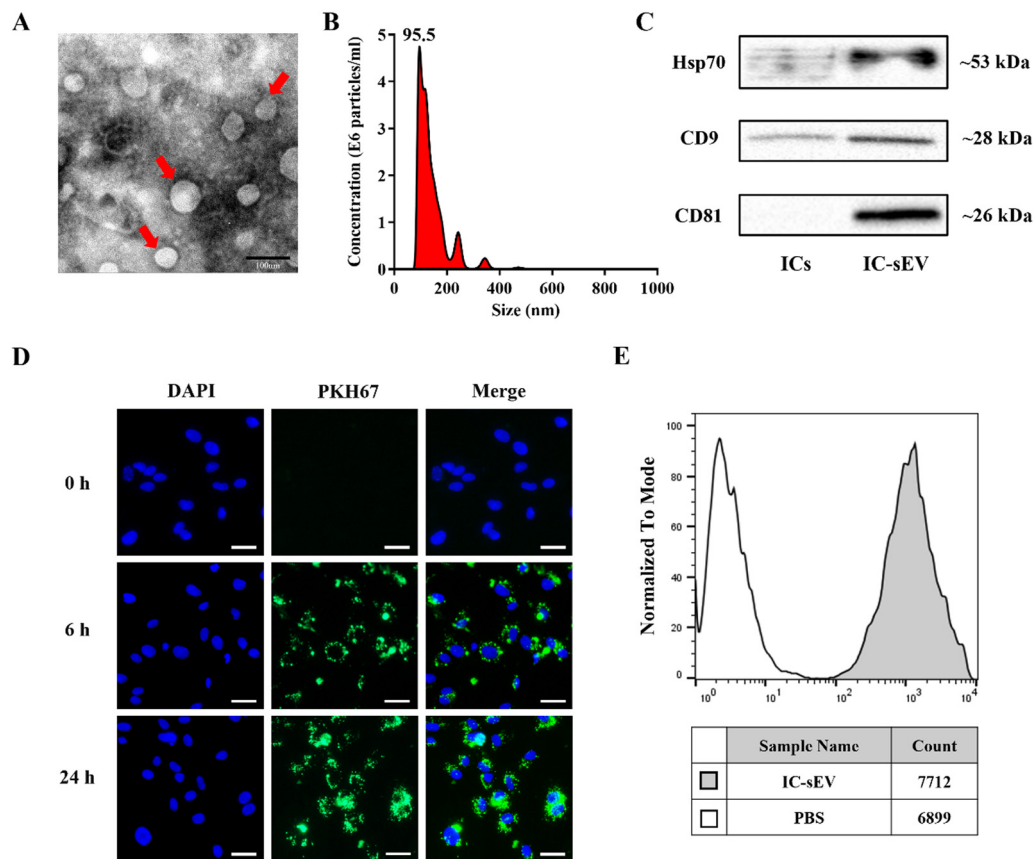 A
100um
B
95.5
Concentration (E6 particles/ml)
5
4
3
2
1
0
0 200 400 600 800 1000
Size (nm)
C
Hsp70 ~53 kDa
CD9 ~28 kDa
CD81 ~26 kDa
ICs IC-sEV
D
DAPI PKH67 Merge
0 h
6 h
24 h
E
Normalized To Mode
100
80
60
40
20
0
10⁰ 10¹ 10² 10³ 10⁴
Sample Name Count
IC-sEV 7712
PBS 6899